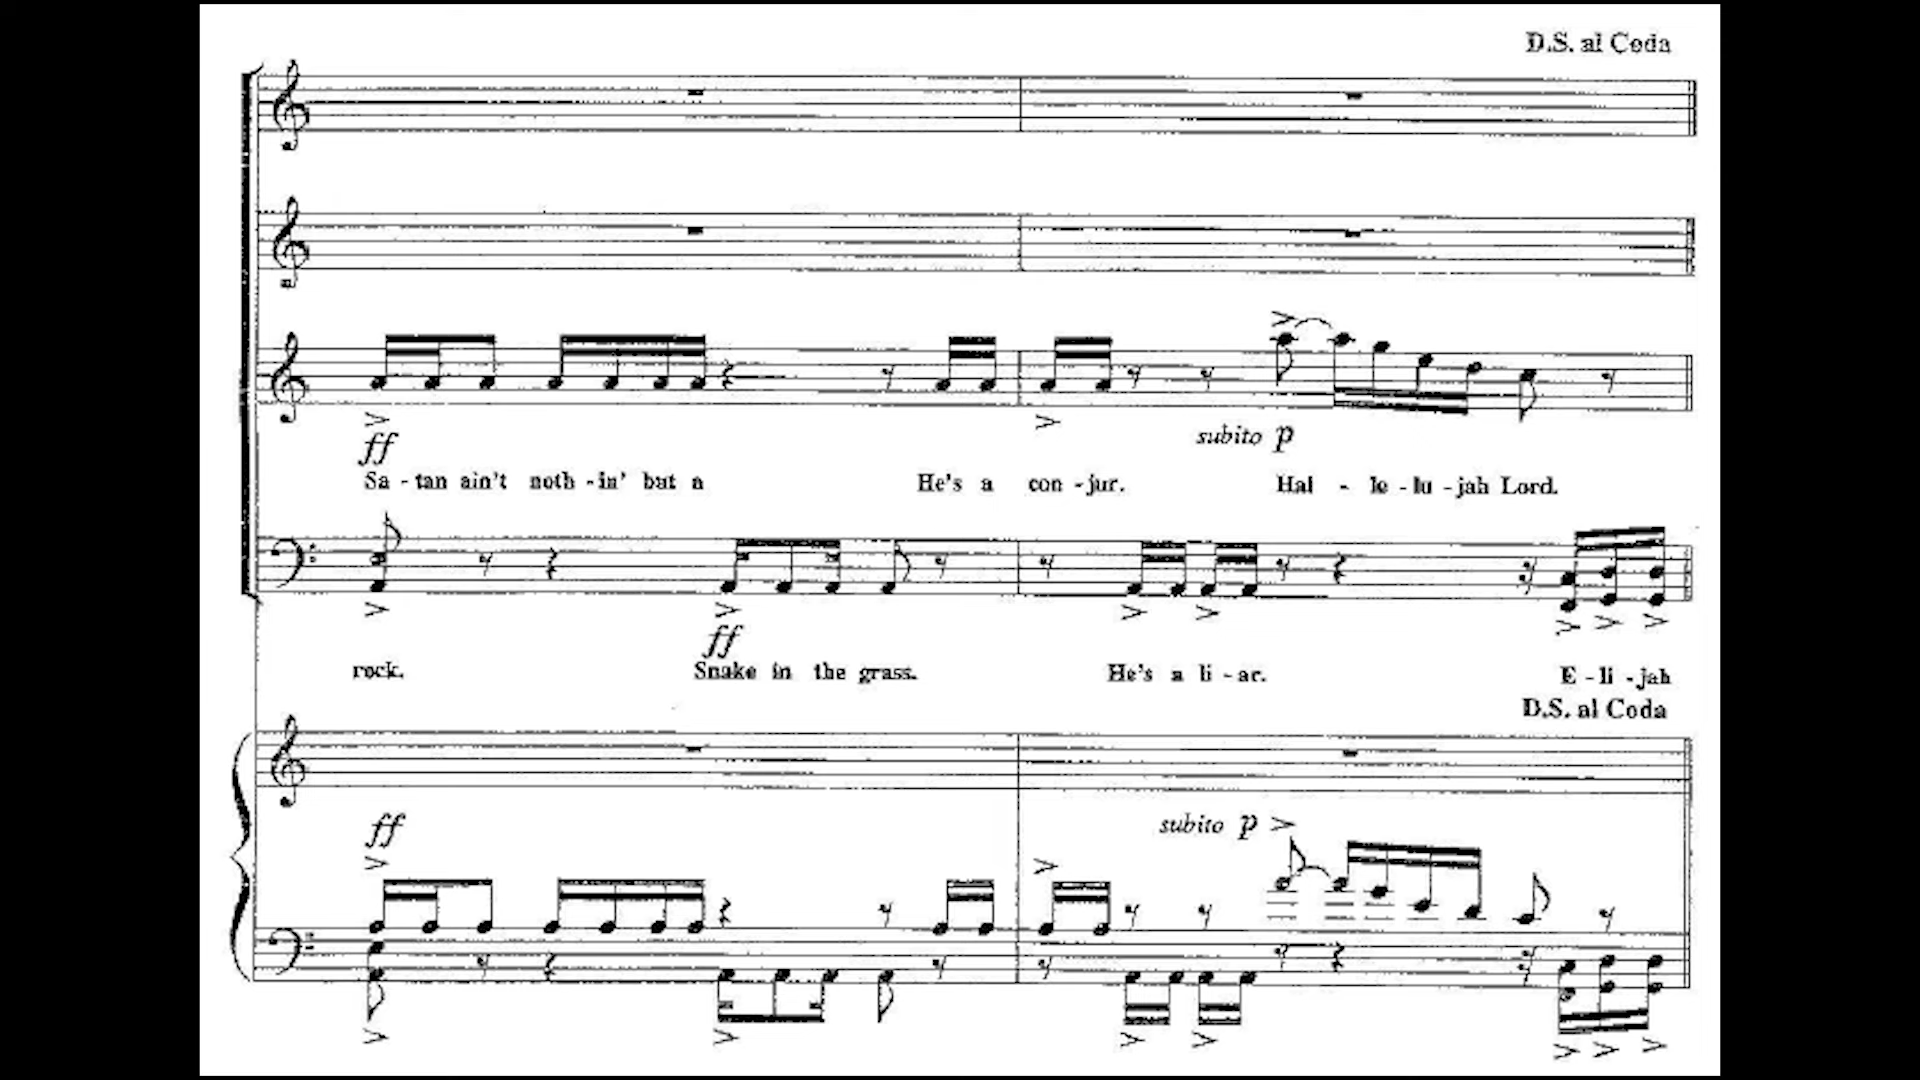 D.S. al Coda
ff
subito p
Sa - tan ain't noth - in' but a He's a con - jur. Hal - le - lu - jah Lord.
ff
rock. Snake in the grass. He's a li - ar. E - li - jah
D.S. al Coda
ff
subito p